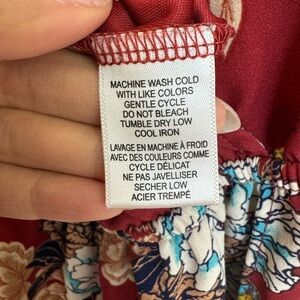 MACHINE WASH COLD
WITH LIKE COLORS
GENTLE CYCLE
DO NOT BLEACH
TUMBLE DRY LOW
COOL IRON
LAVAGE EN MACHINE À FROID
AVEC DES COULEURS COMME
CYCLE DÉLICAT
NE PAS JAVELLISER
SECHER LOW
ACIER TREMPÉ